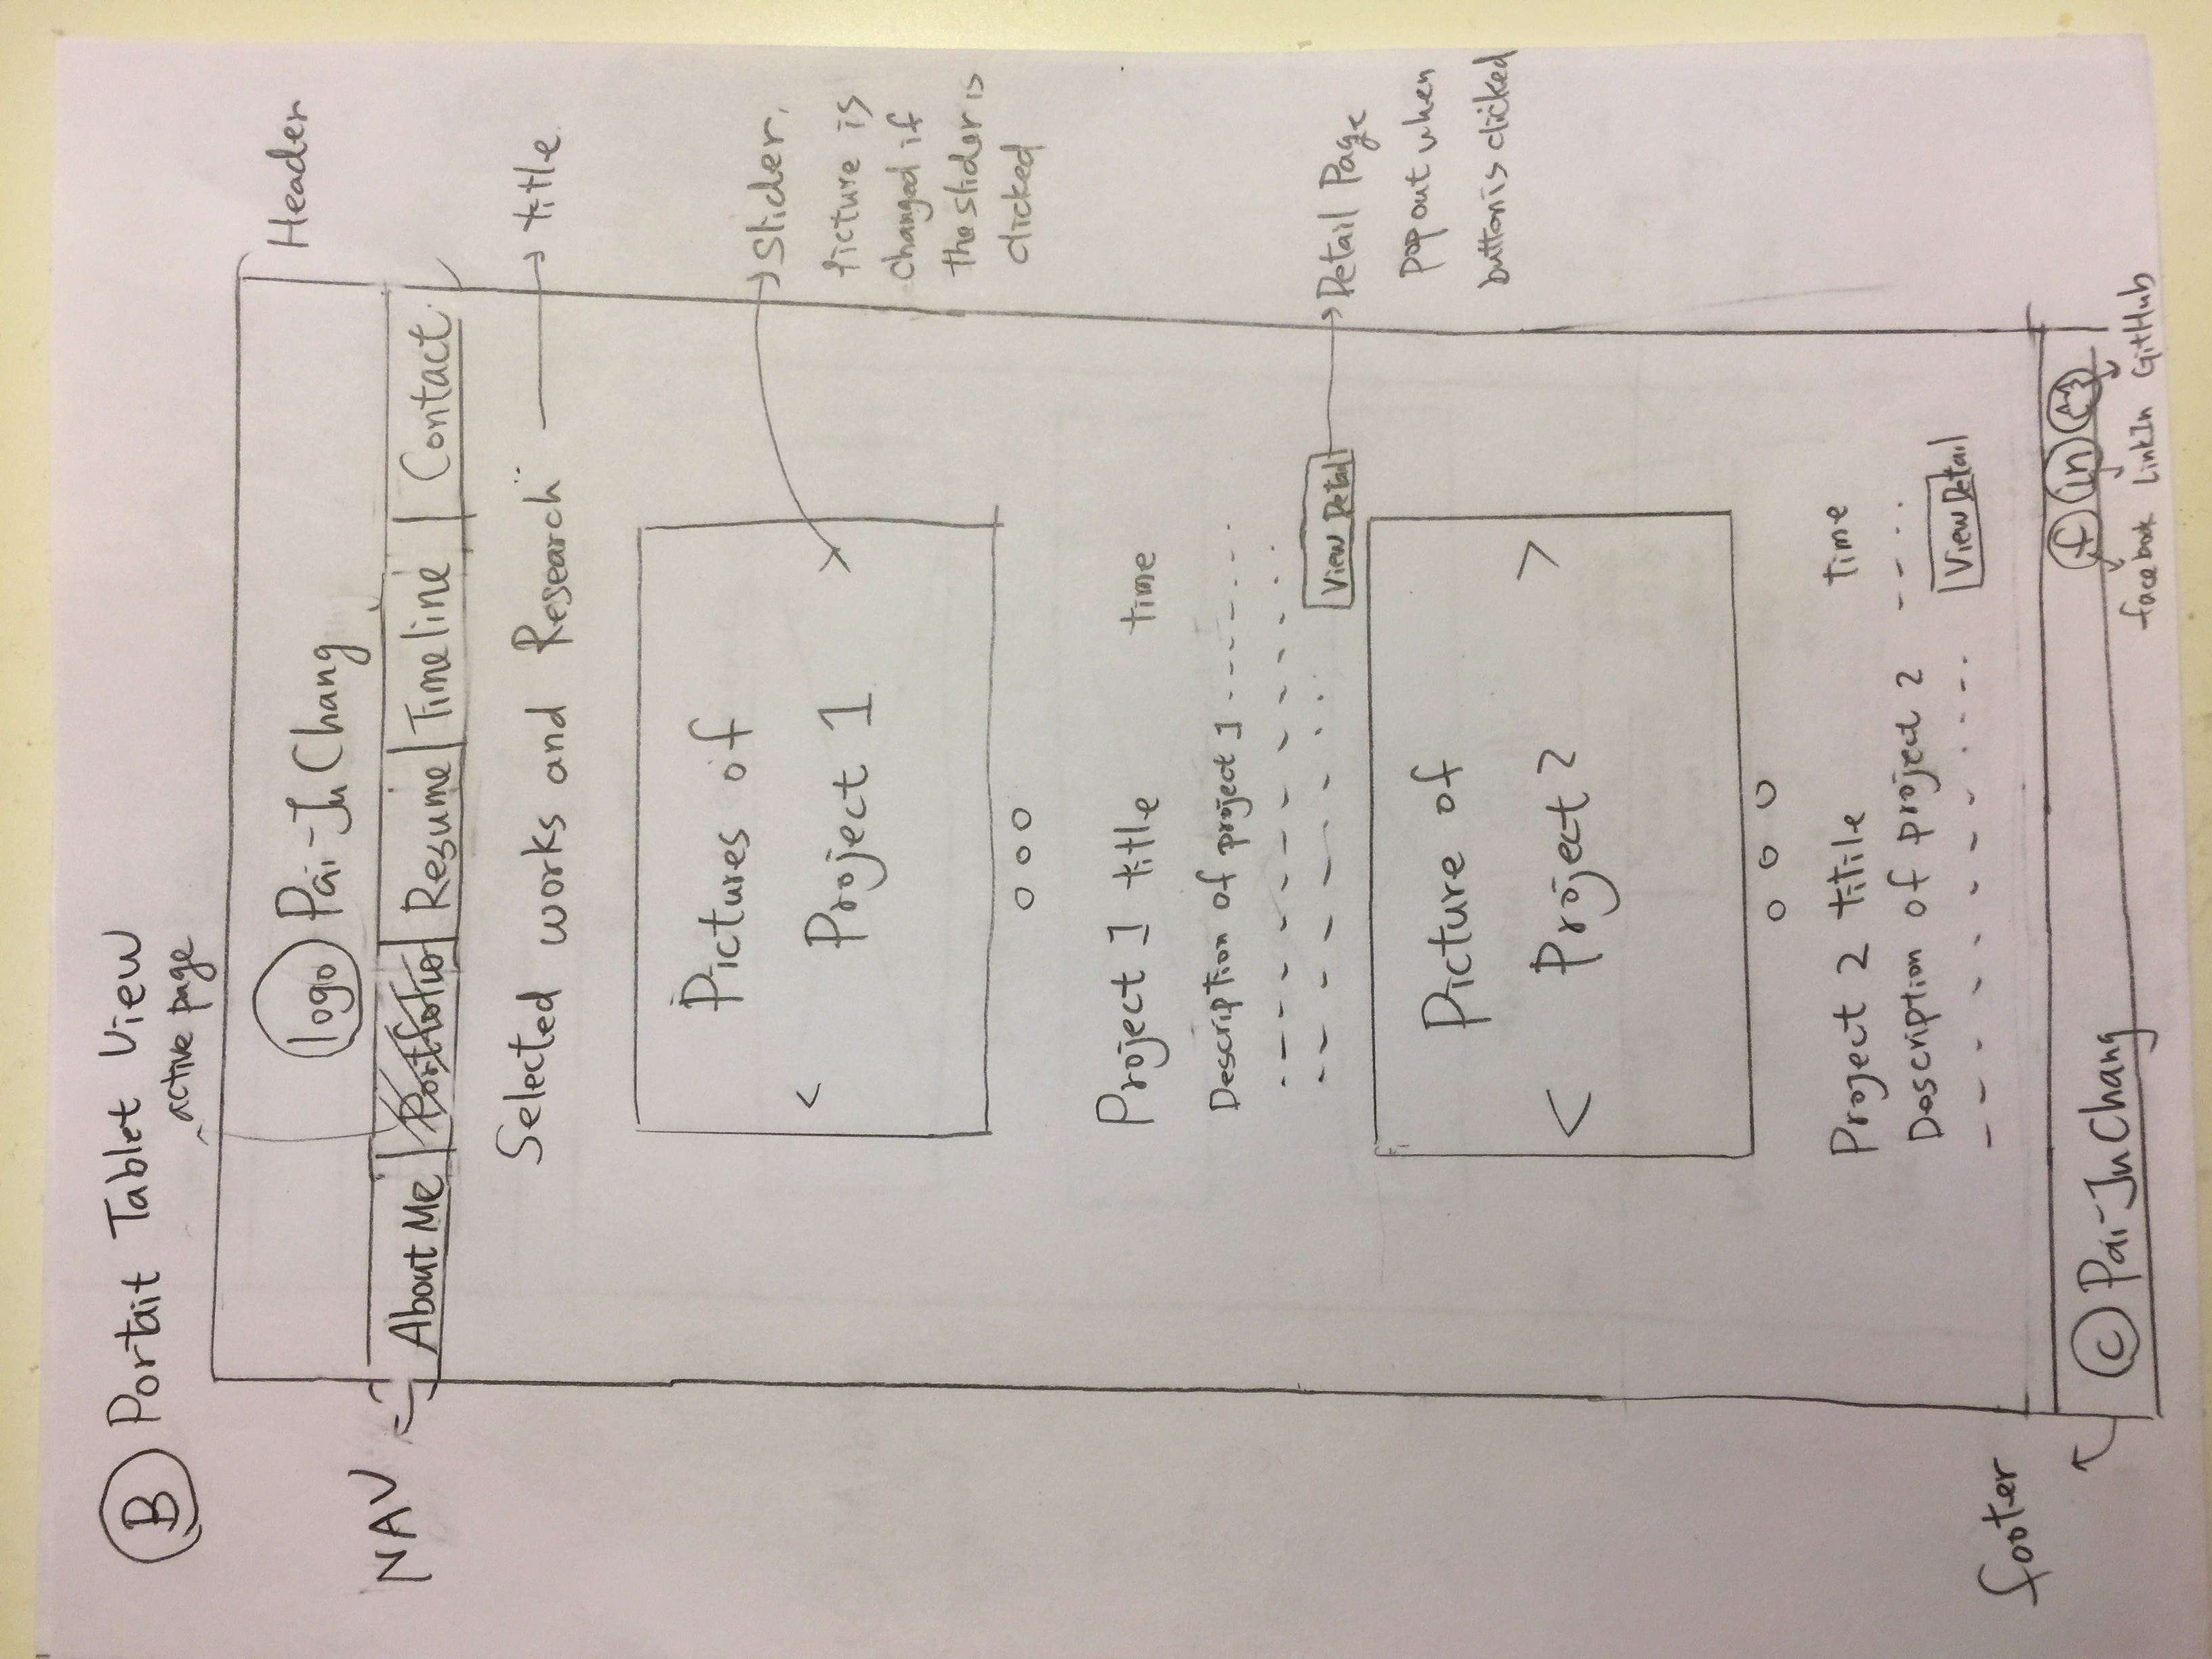 B Portait Tablet View
active page
logo Pai-Ju Chang
Header
NAV
About Me Portfolio Resume Timeline Contact
Selected works and Research
title
Pictures of
< Project 1 >
Slider,
picture is
changed if
the slider is
clicked
Project 1 title time
Description of project 1
View Detail
Detail Page
pop out when
button is clicked
Picture of
< Project 2 >
Project 2 titile time
Description of project 2
View Detail
footer
© Pai-Ju Chang
f in
facebook LinkIn GitHub